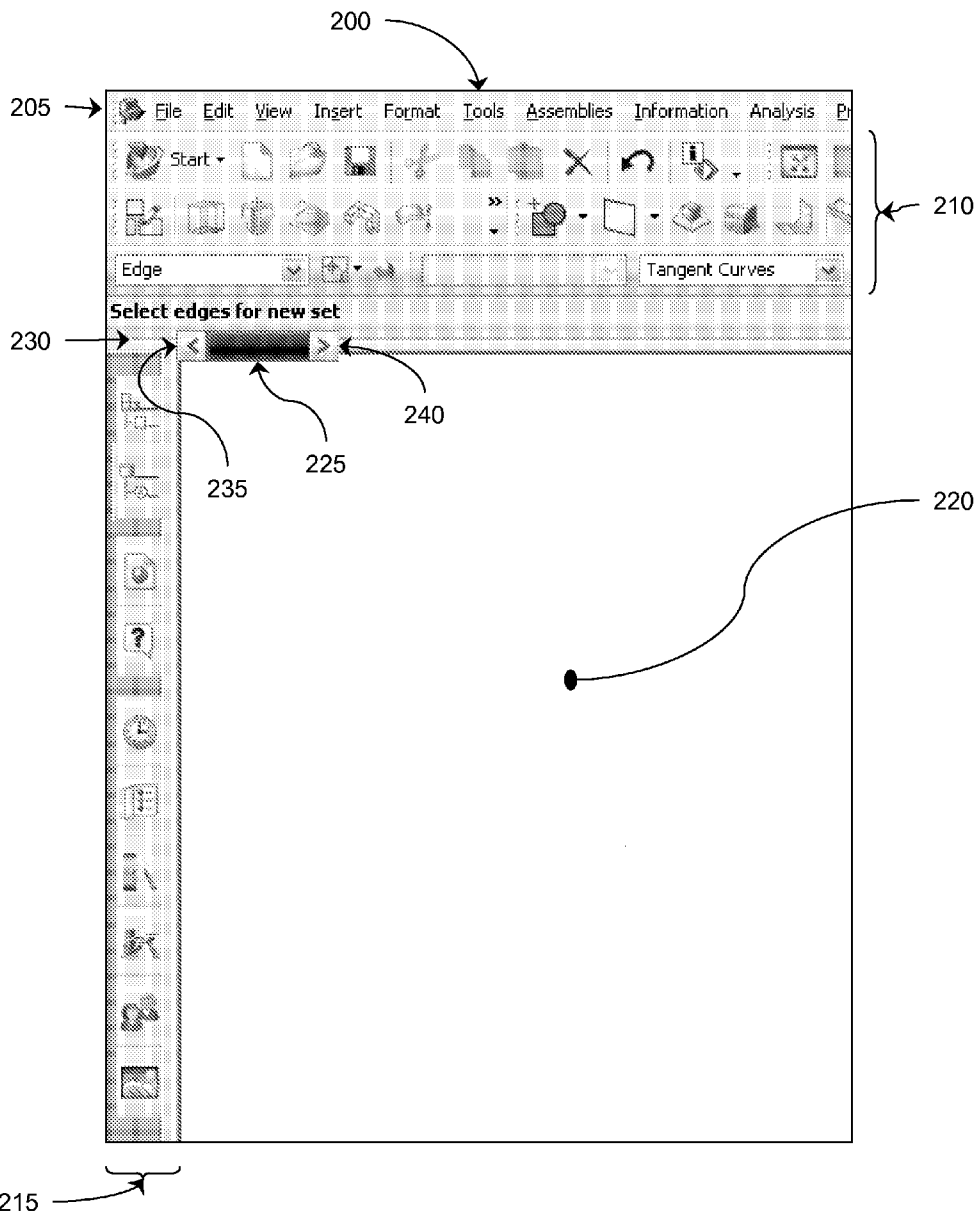 200
205
File Edit View Insert Format Tools Assemblies Information Analysis Pr
Start
210
Edge
Tangent Curves
Select edges for new set
230
240
225
235
220
215